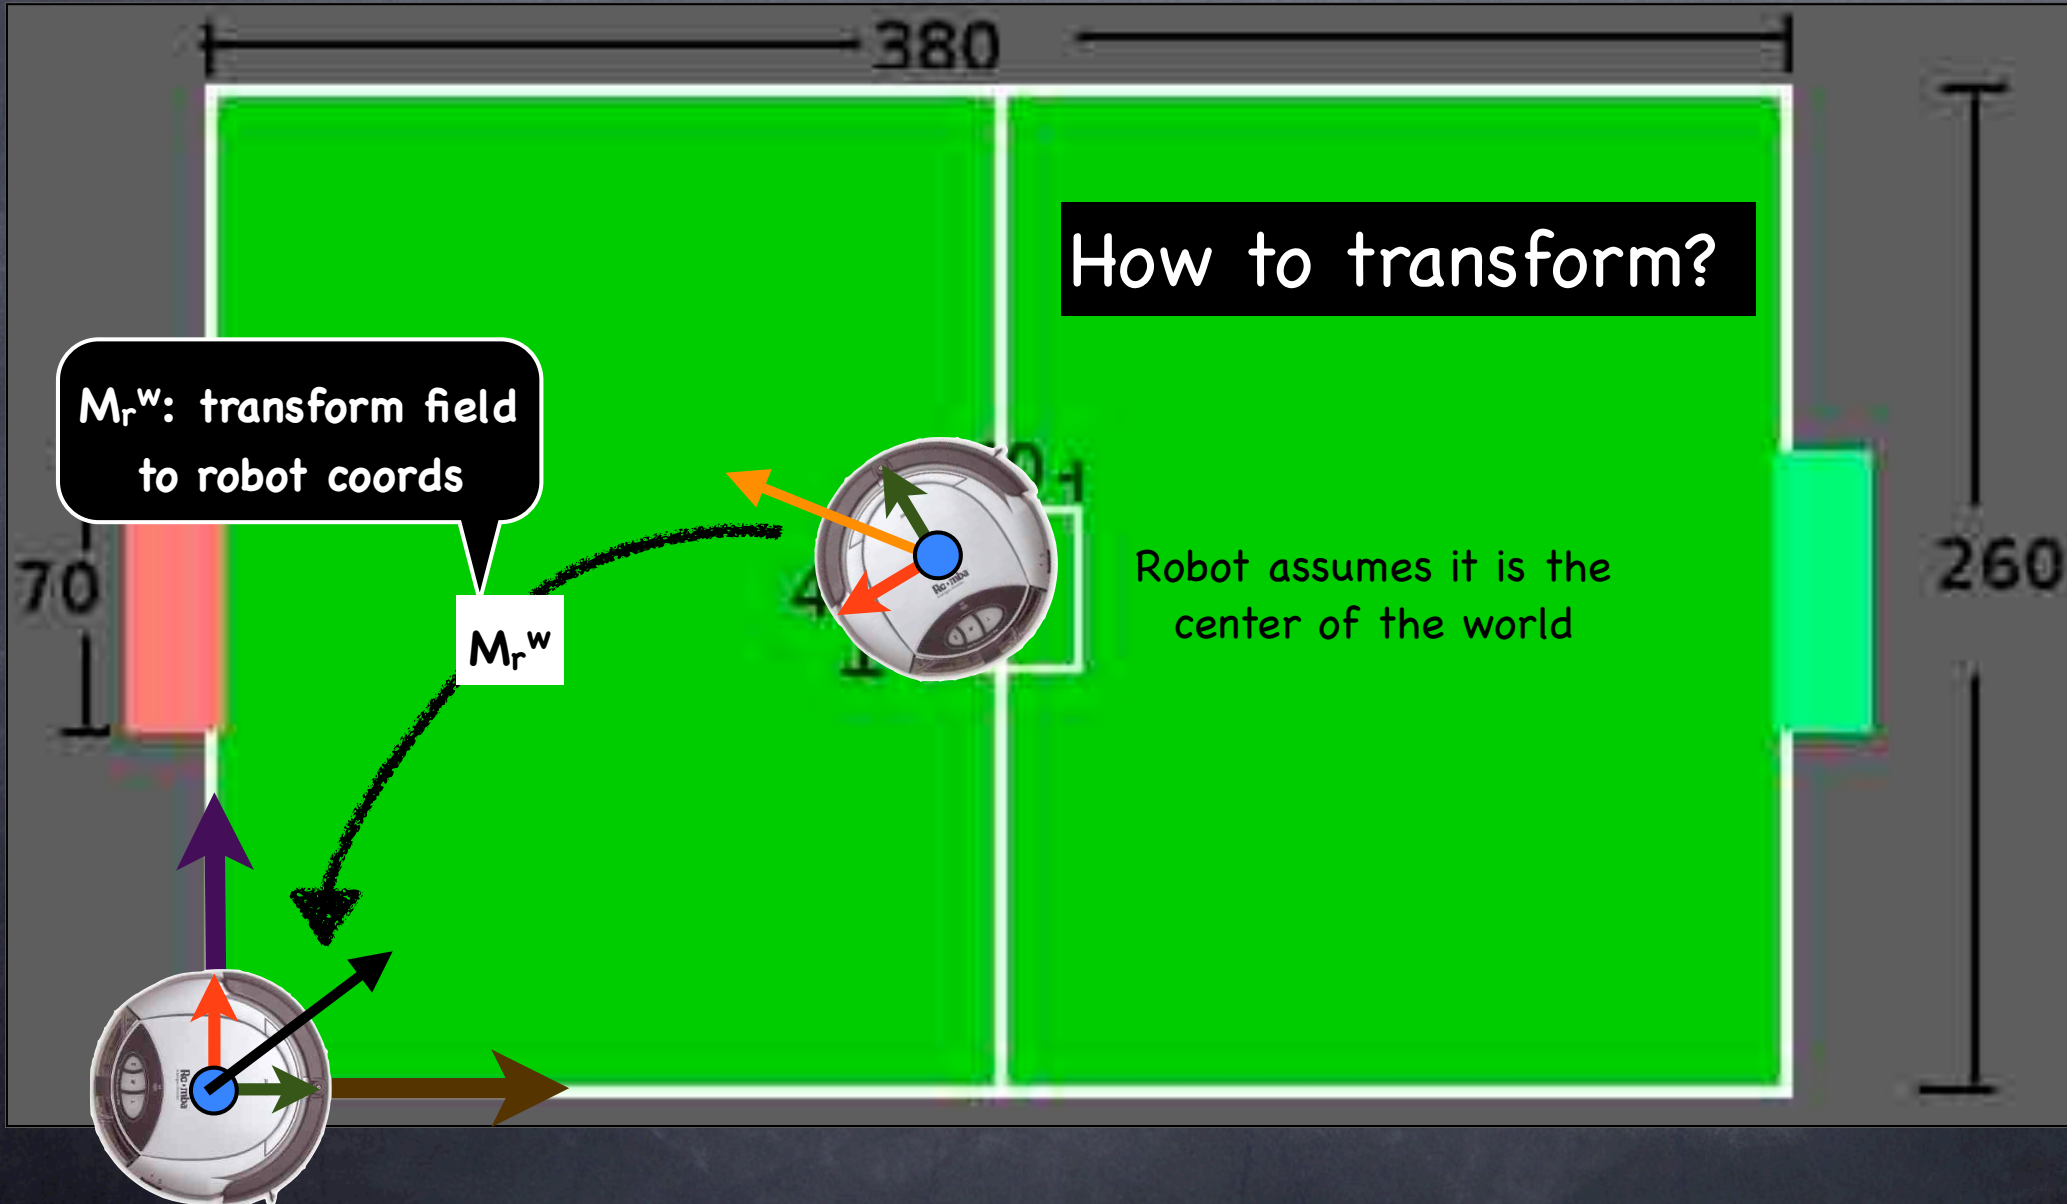 380
How to transform?
Mᵣʷ: transform field
to robot coords
70
4
Mᵣʷ
Robot assumes it is the
center of the world
260